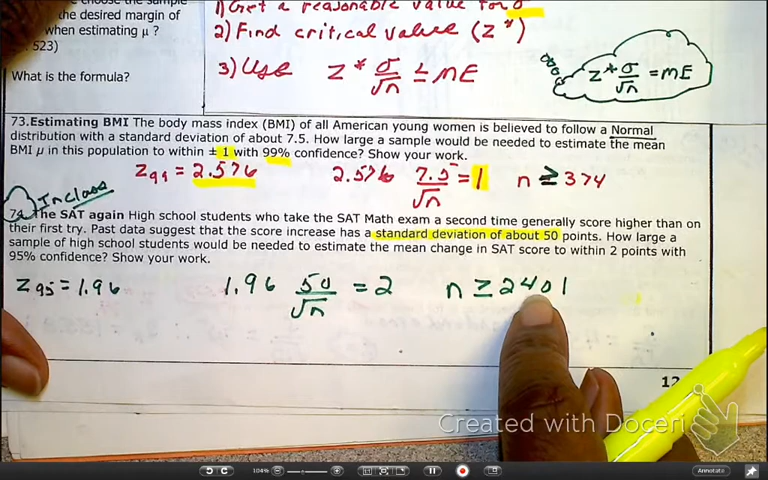 1) Get a reasonable value for σ
the desired margin of
when estimating μ ?
523)
2) Find critical value (z*)
What is the formula?
3) Use z* σ/√n ≤ ME
z* σ/√n = ME
73. Estimating BMI The body mass index (BMI) of all American young women is believed to follow a Normal
distribution with a standard deviation of about 7.5. How large a sample would be needed to estimate the mean
BMI μ in this population to within ± 1 with 99% confidence? Show your work.
z99 = 2.576 2.576 7.5/√n = 1 n ≥ 374
In class
74. The SAT again High school students who take the SAT Math exam a second time generally score higher than on
their first try. Past data suggest that the score increase has a standard deviation of about 50 points. How large a
sample of high school students would be needed to estimate the mean change in SAT score to within 2 points with
95% confidence? Show your work.
z95 = 1.96 1.96 50/√n = 2 n ≥ 2401
12
Created with Doceri
104%
Annotate